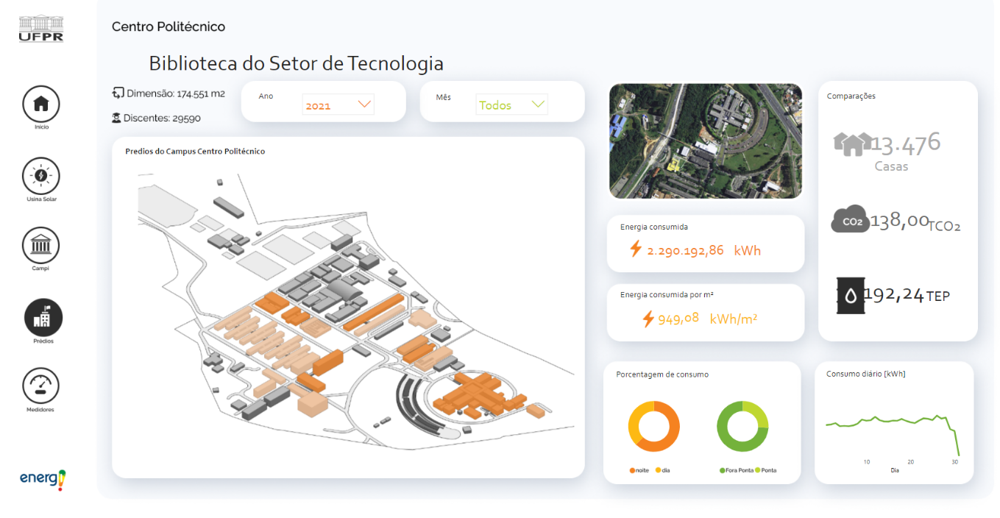 UFPR
Início
Usina Solar
Campi
Prédios
Medidores
energ!
Centro Politécnico
Biblioteca do Setor de Tecnologia
Dimensão: 174.551 m2
Discentes: 29590
Ano
2021
Mês
Todos
Predios do Campus Centro Politécnico
Energia consumida
2.290.192,86 kWh
Energia consumida por m²
949,08 kWh/m²
Comparações
13.476
Casas
CO2
138,00 TCO2
192,24 TEP
Porcentagem de consumo
noite dia
Fora Ponta Ponta
Consumo diário [kWh]
10 20 30
Dia